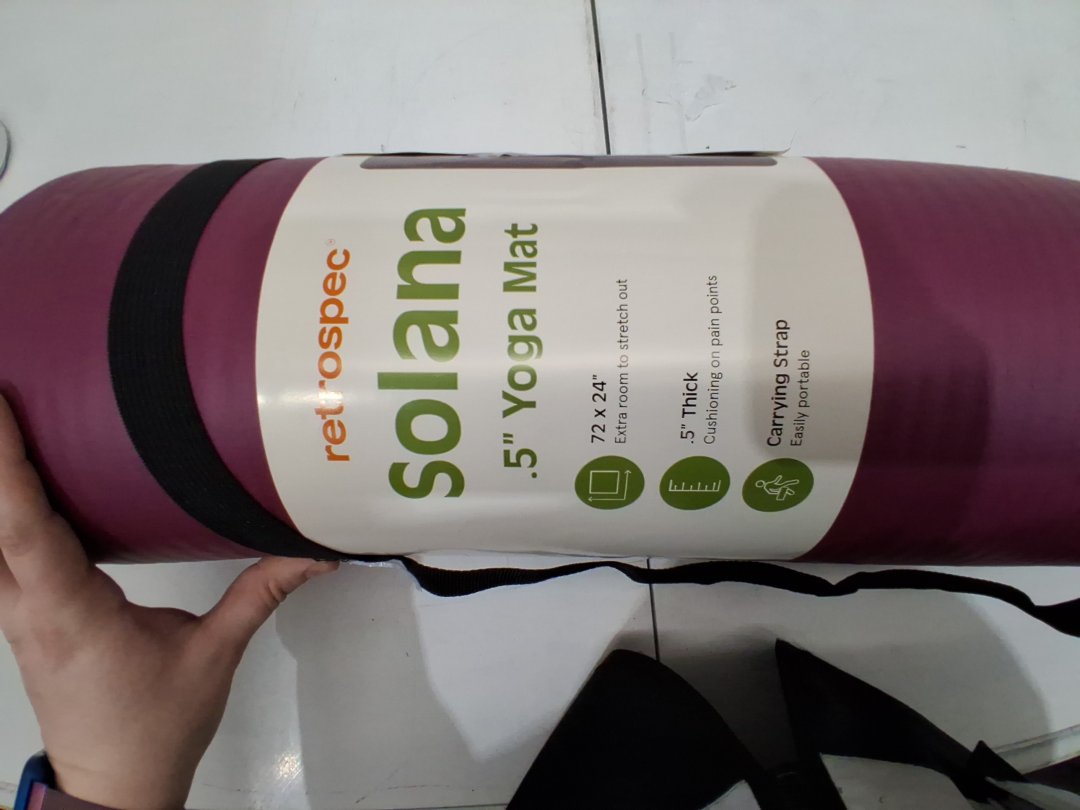 retrospec®
Solana
.5" Yoga Mat
72 x 24"
Extra room to stretch out
.5" Thick
Cushioning on pain points
Carrying Strap
Easily portable